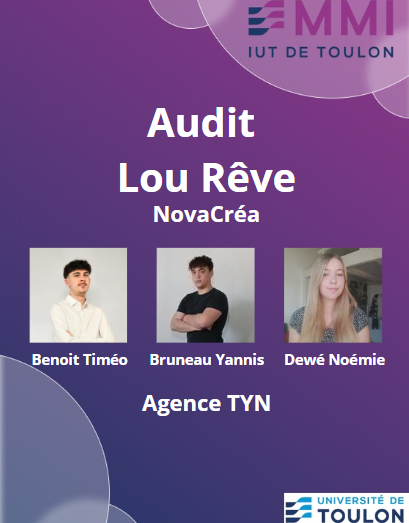 MMI
IUT DE TOULON
Audit
Lou Rêve
NovaCréa
Benoit Timéo Bruneau Yannis Dewé Noémie
Agence TYN
UNIVERSITÉ DE
TOULON